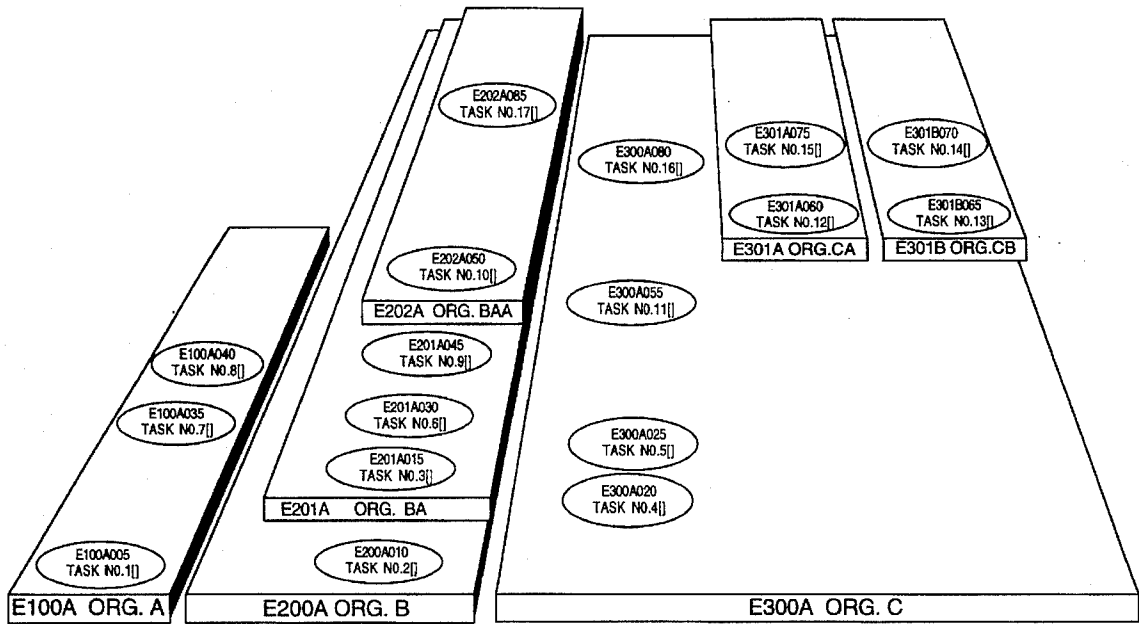 E202A085
TASK NO.17[]
E300A080
TASK NO.16[]
E301A075
TASK NO.15[]
E301B070
TASK NO.14[]
E301A060
TASK NO.12[]
E301B065
TASK NO.13[]
E301A ORG.CA
E301B ORG.CB
E202A050
TASK NO.10[]
E202A ORG. BAA
E300A055
TASK NO.11[]
E100A040
TASK NO.8[]
E201A045
TASK NO.9[]
E100A035
TASK NO.7[]
E201A030
TASK NO.6[]
E300A025
TASK NO.5[]
E201A015
TASK NO.3[]
E300A020
TASK NO.4[]
E201A ORG. BA
E100A005
TASK NO.1[]
E200A010
TASK NO.2[]
E100A ORG. A
E200A ORG. B
E300A ORG. C